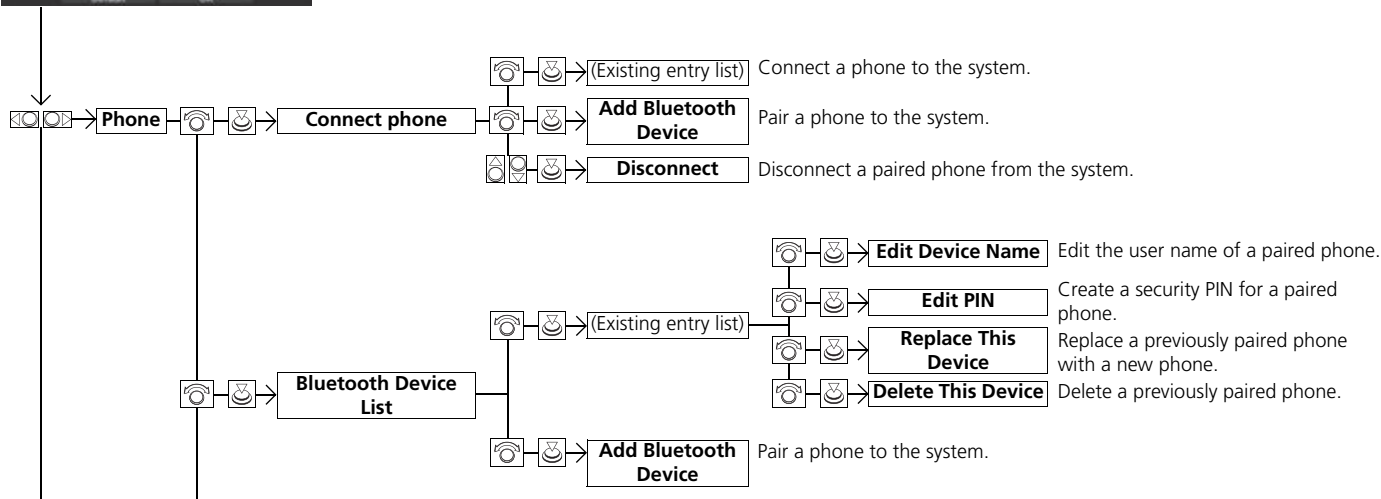 (Existing entry list) Connect a phone to the system.
Phone
Connect phone
Add Bluetooth
Device
Pair a phone to the system.
Disconnect
Disconnect a paired phone from the system.
Edit Device Name
Edit the user name of a paired phone.
Edit PIN
Create a security PIN for a paired
phone.
(Existing entry list)
Replace This
Device
Replace a previously paired phone
with a new phone.
Bluetooth Device
List
Delete This Device
Delete a previously paired phone.
Add Bluetooth
Device
Pair a phone to the system.